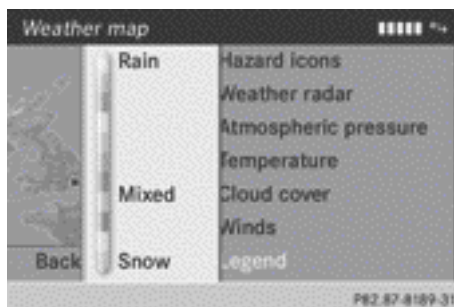 Weather map
Rain
Mixed
Snow
Hazard icons
Weather radar
Atmospheric pressure
Temperature
Cloud cover
Winds
Legend
Back
P82.87-8189-31